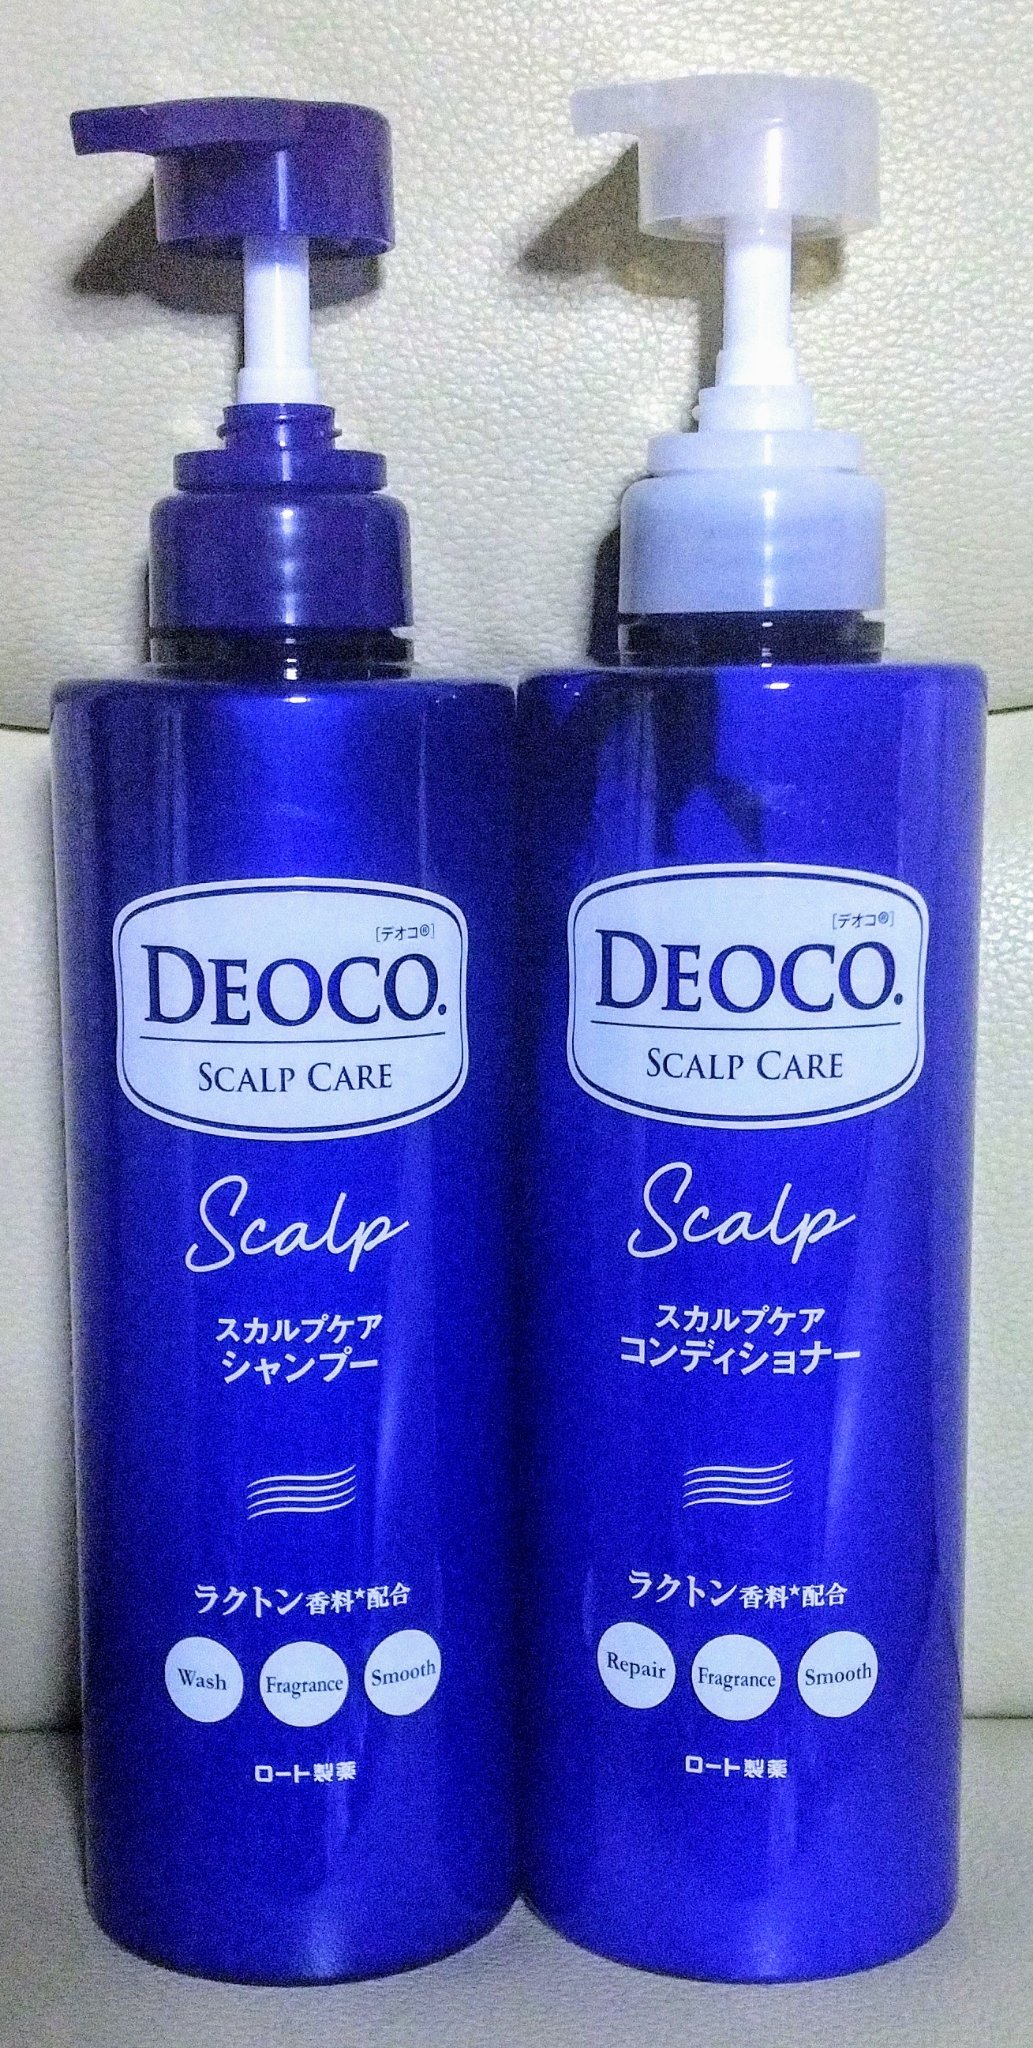 [デオコ®]
DEOCO.
SCALP CARE
Scalp
スカルプケア
シャンプー
ラクトン香料*配合
Wash
Fragrance
Smooth
ロート製薬
[デオコ®]
DEOCO.
SCALP CARE
Scalp
スカルプケア
コンディショナー
ラクトン香料*配合
Repair
Fragrance
Smooth
ロート製薬